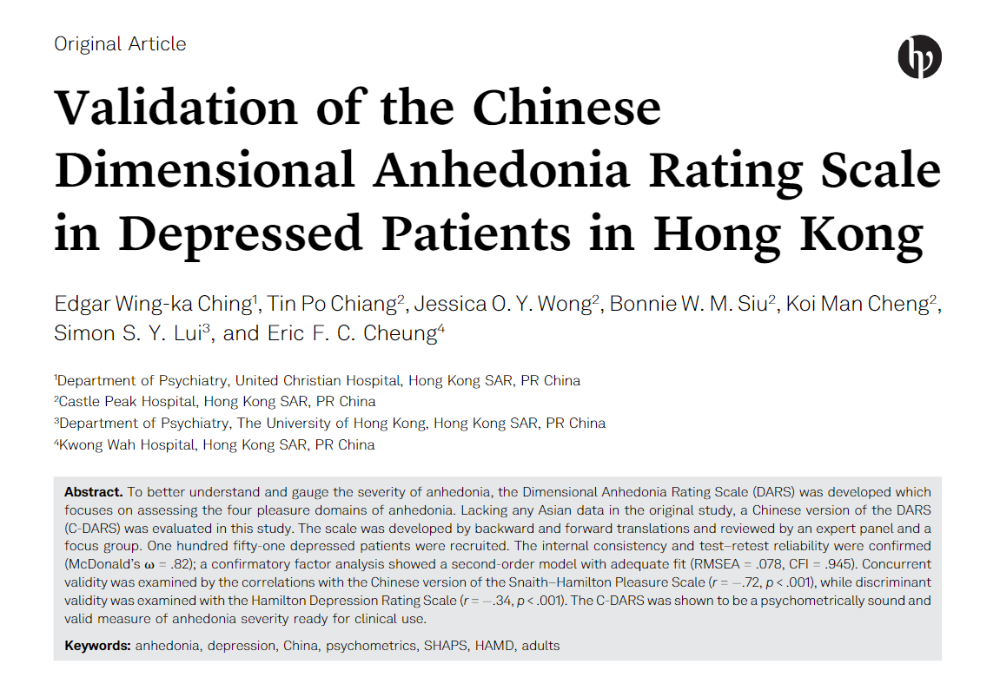 Original Article
hp
Validation of the Chinese
Dimensional Anhedonia Rating Scale
in Depressed Patients in Hong Kong
Edgar Wing-ka Ching¹, Tin Po Chiang², Jessica O. Y. Wong², Bonnie W. M. Siu², Koi Man Cheng²,
Simon S. Y. Lui³, and Eric F. C. Cheung⁴
¹Department of Psychiatry, United Christian Hospital, Hong Kong SAR, PR China
²Castle Peak Hospital, Hong Kong SAR, PR China
³Department of Psychiatry, The University of Hong Kong, Hong Kong SAR, PR China
⁴Kwong Wah Hospital, Hong Kong SAR, PR China
Abstract. To better understand and gauge the severity of anhedonia, the Dimensional Anhedonia Rating Scale (DARS) was developed which
focuses on assessing the four pleasure domains of anhedonia. Lacking any Asian data in the original study, a Chinese version of the DARS
(C-DARS) was evaluated in this study. The scale was developed by backward and forward translations and reviewed by an expert panel and a
focus group. One hundred fifty-one depressed patients were recruited. The internal consistency and test–retest reliability were confirmed
(McDonald's ω = .82); a confirmatory factor analysis showed a second-order model with adequate fit (RMSEA = .078, CFI = .945). Concurrent
validity was examined by the correlations with the Chinese version of the Snaith–Hamilton Pleasure Scale (r = −.72, p < .001), while discriminant
validity was examined with the Hamilton Depression Rating Scale (r = −.34, p < .001). The C-DARS was shown to be a psychometrically sound and
valid measure of anhedonia severity ready for clinical use.
Keywords: anhedonia, depression, China, psychometrics, SHAPS, HAMD, adults